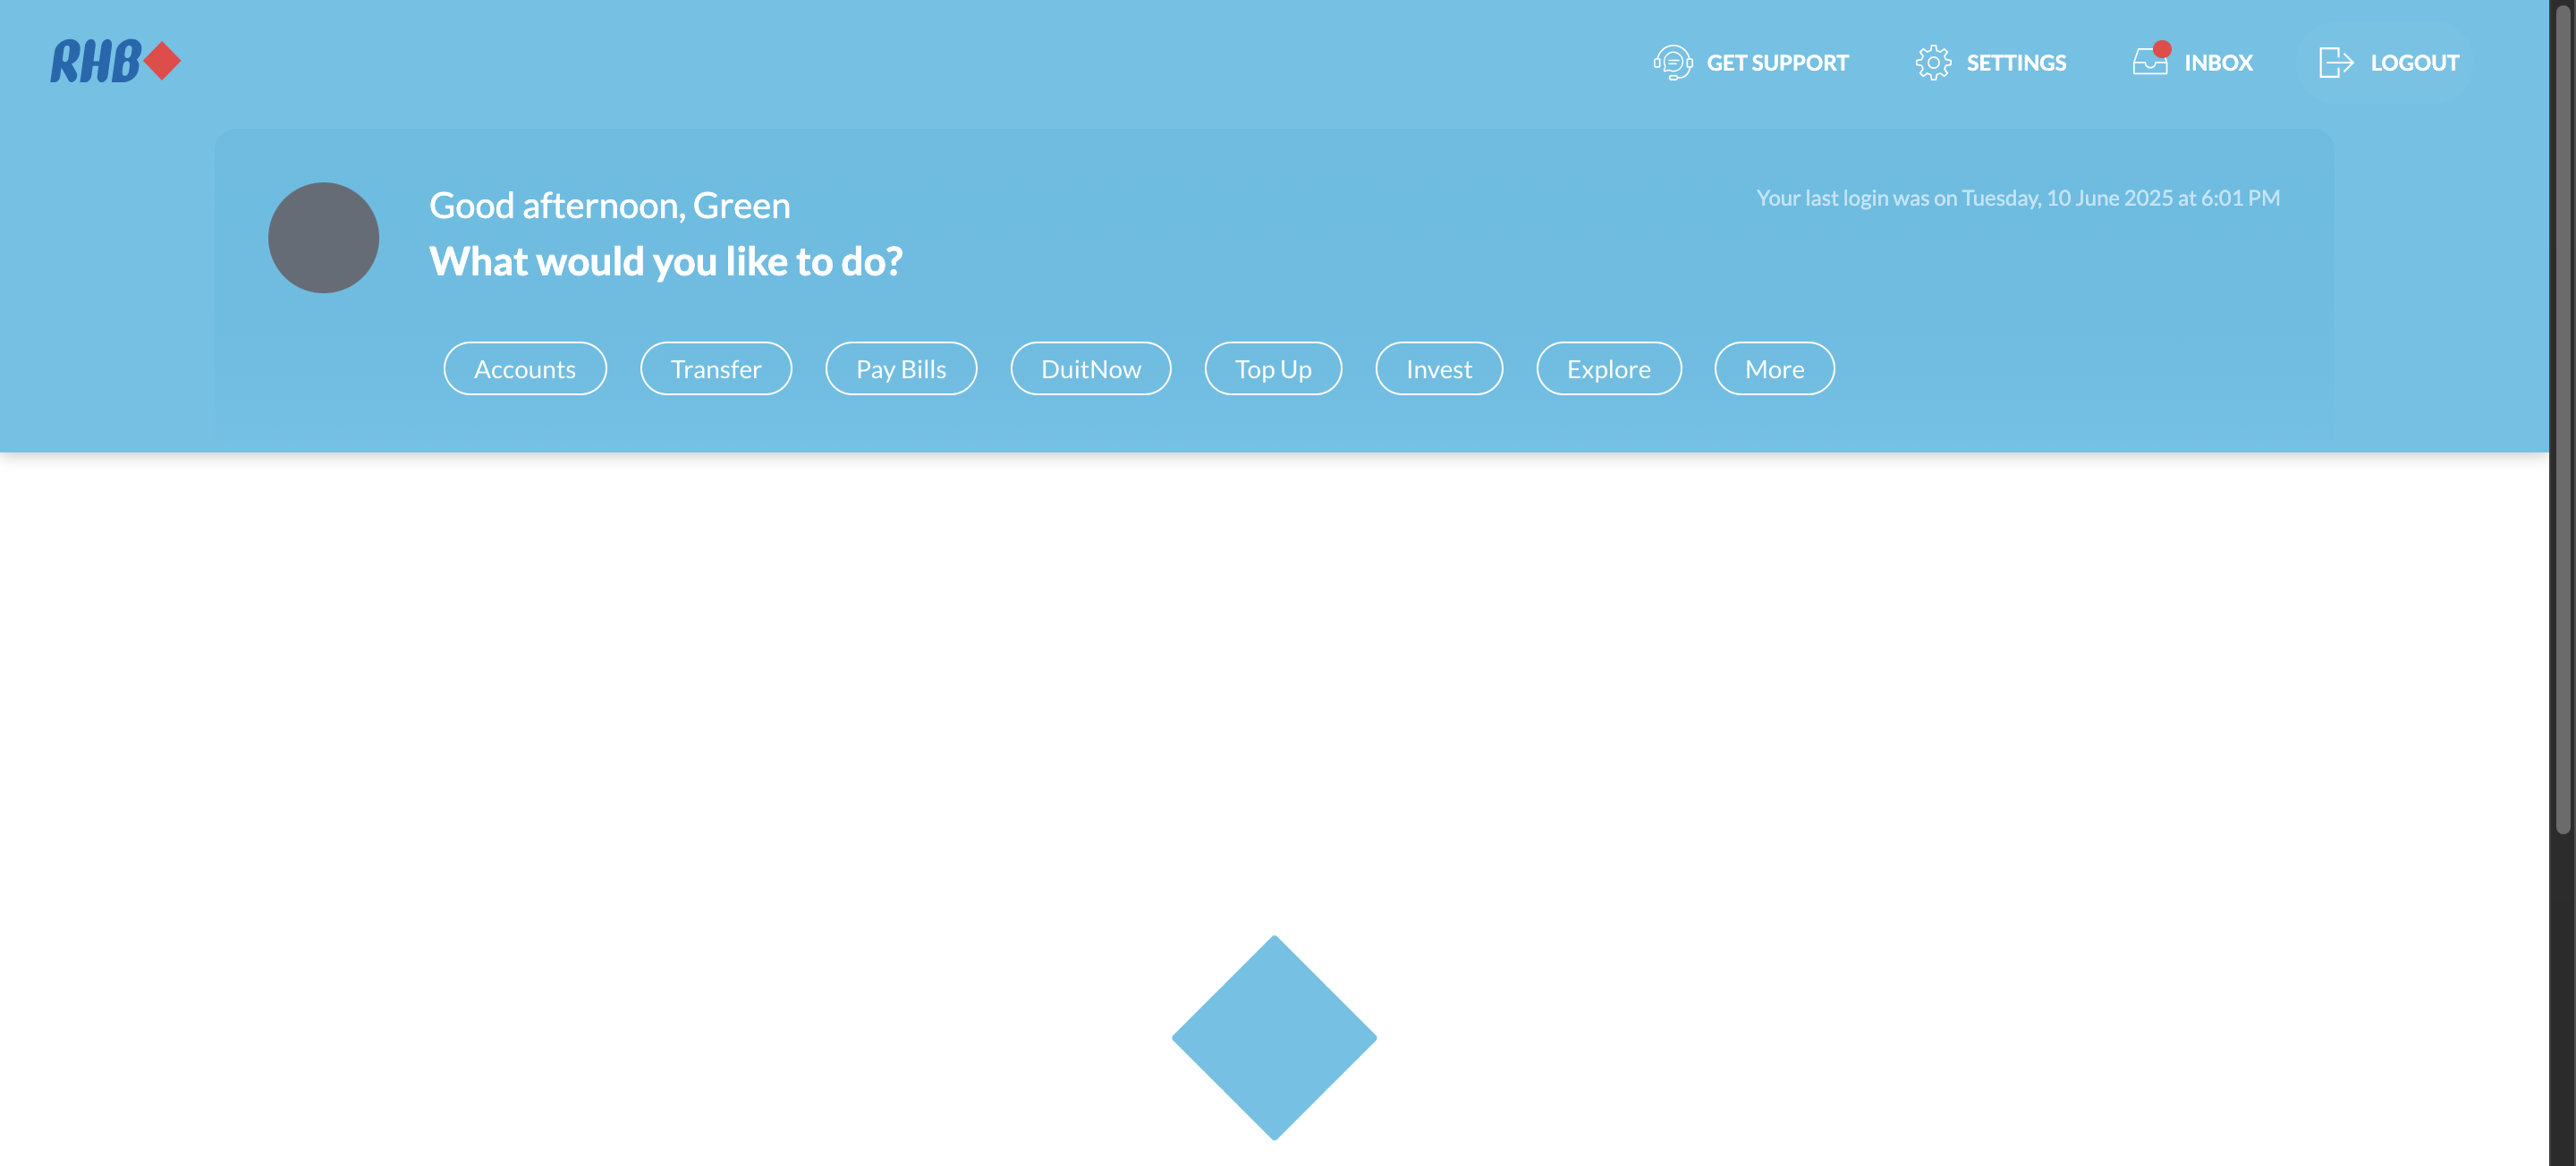 RHB
GET SUPPORT
SETTINGS
INBOX
LOGOUT
Good afternoon, Green
Your last login was on Tuesday, 10 June 2025 at 6:01 PM
What would you like to do?
Accounts
Transfer
Pay Bills
DuitNow
Top Up
Invest
Explore
More